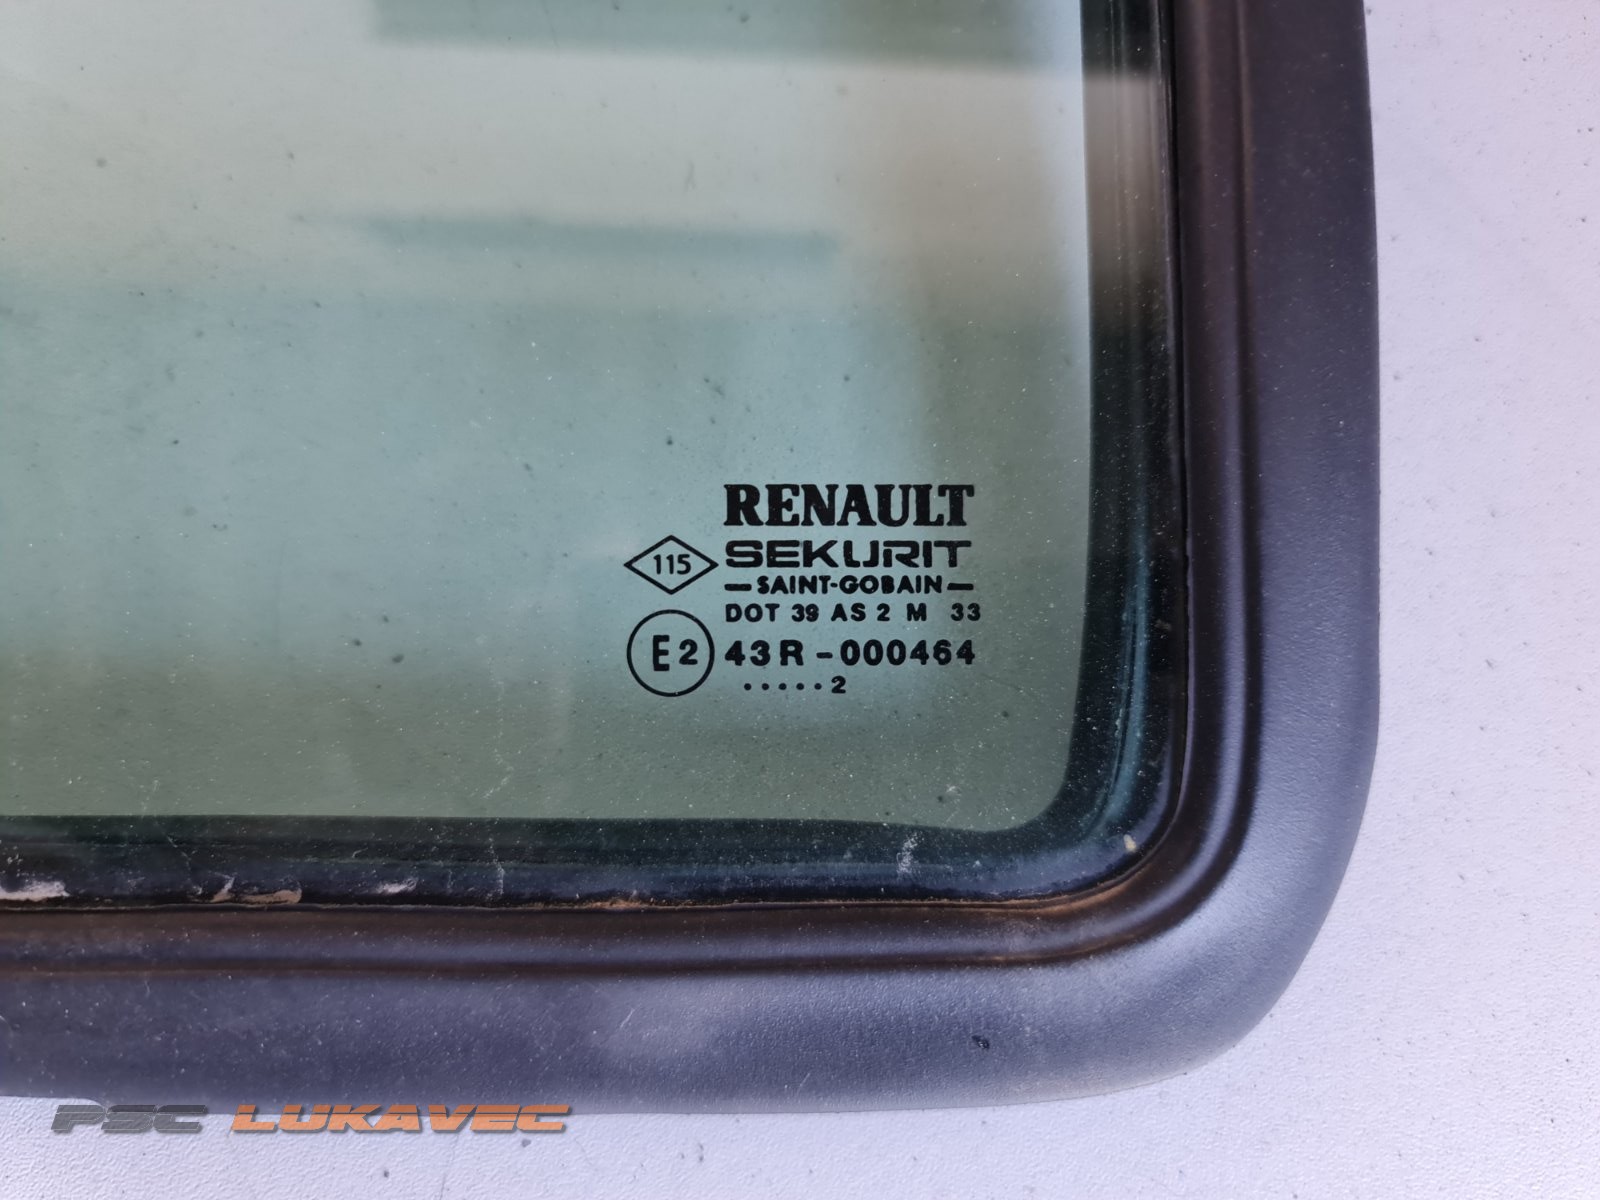 RENAULT
115 SEKURIT
SAINT-GOBAIN
DOT 39 AS 2 M 33
E2 43R-000464
.....2
PSC LUKAVEC